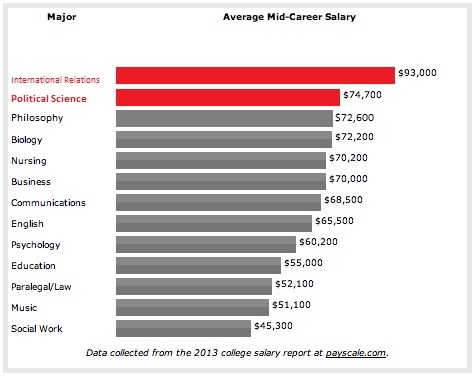 Major Average Mid-Career Salary
International Relations $93,000
Political Science $74,700
Philosophy $72,600
Biology $72,200
Nursing $70,200
Business $70,000
Communications $68,500
English $65,500
Psychology $60,200
Education $55,000
Paralegal/Law $52,100
Music $51,100
Social Work $45,300
Data collected from the 2013 college salary report at payscale.com.